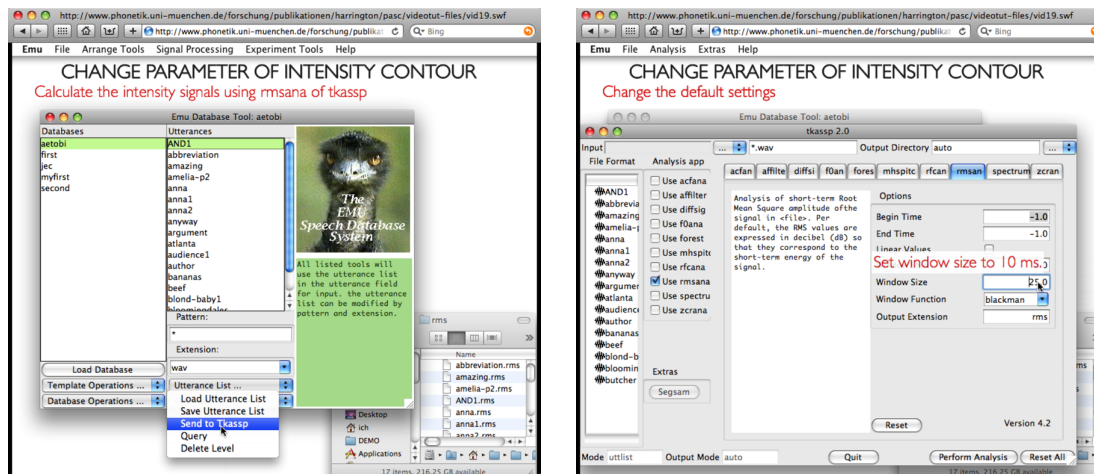 http://www.phonetik.uni-muenchen.de/forschung/publikationen/harrington/pasc/videotut-files/vid19.swf
http://www.phonetik.uni-muenchen.de/forschung/publikat
Bing
Emu File Arrange Tools Signal Processing Experiment Tools Help
CHANGE PARAMETER OF INTENSITY CONTOUR
Calculate the intensity signals using rmsana of tkassp
Emu Database Tool: aetobi
Databases
aetobi
first
jec
myfirst
second
Load Database
Template Operations ...
Database Operations ...
Utterances
AND1
abbreviation
amazing
amelia-p2
anna
anna1
anna2
anyway
argument
atlanta
audience1
author
bananas
beef
blond-baby1
bloomingdales
Pattern:
*
Extension:
wav
Utterance List ...
Load Utterance List
Save Utterance List
Send to Tkassp
Query
Delete Level
The
EMU
Speech Database
System
All listed tools will
use the utterance list
in the utterance field
for input. the utterance
list can be modified by
pattern and extension.
rms
Name
abbreviation.rms
amazing.rms
amelia-p2.rms
AND1.rms
anna.rms
anna1.rms
anna2.rms
Desktop
ich
DEMO
Applications
17 items, 216.25 GB available
http://www.phonetik.uni-muenchen.de/forschung/publikationen/harrington/pasc/videotut-files/vid19.swf
http://www.phonetik.uni-muenchen.de/forschung/publikat
Bing
Emu File Analysis Extras Help
CHANGE PARAMETER OF INTENSITY CONTOUR
Change the default settings
Emu Database Tool: aetobi
tkassp 2.0
Input ... *.wav Output Directory auto ...
File Format
AND1
abbrevia
amazing
amelia-p
anna
anna1
anna2
anyway
argumen
atlanta
audience
author
bananas
beef
blond-b
bloomin
butcher
Analysis app
Use acfana
Use affilter
Use diffsig
Use f0ana
Use forest
Use mhspitc
Use rfcana
Use rmsana
Use spectru
Use zcrana
Extras
Segsam
acfan affilte diffsi f0an fores mhspitc rfcan rmsan spectrum zcran
Analysis of short-term Root
Mean Square amplitude ofthe
signal in <file>. Per
default, the RMS values are
expressed in decibel (dB) so
that they correspond to the
short-term energy of the
signal.
Options
Begin Time -1.0
End Time -1.0
Linear Values
Set window size to 10 ms.
Window Size 25.0
Window Function blackman
Output Extension rms
Reset
Version 4.2
Mode uttlist Output Mode auto Quit Perform Analysis Reset All
17 items, 216.25 GB available